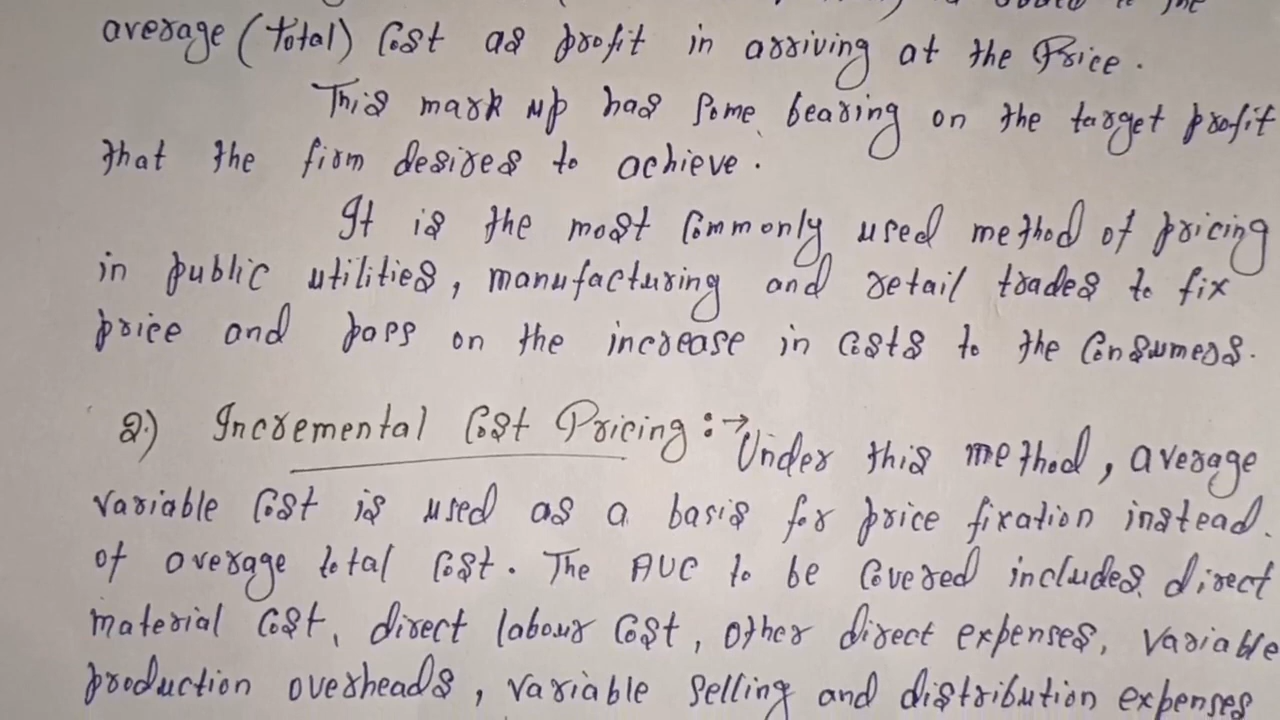 to the
average (total) Cost as profit in arriving at the Price.
This mark up has some bearing on the target profit
that the firm desires to achieve.
It is the most Commonly used method of pricing
in public utilities, manufacturing and retail trades to fix
price and pass on the increase in Costs to the Consumers.
2.) Incremental Cost Pricing :→ Under this method, average
variable Cost is used as a basis for price fixation instead.
of average total Cost. The AVC to be Covered includes direct
material Cost, direct labour Cost, other direct expenses, variable
production overheads, variable selling and distribution expenses